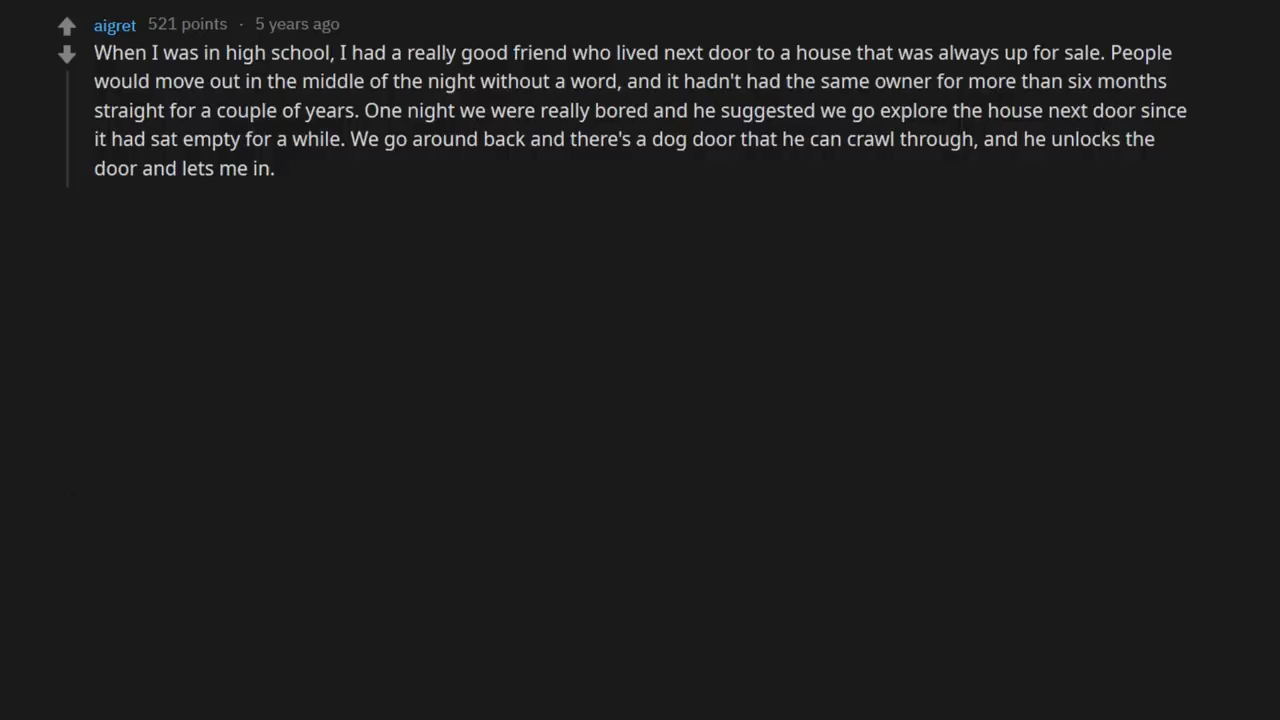 aigret 521 points · 5 years ago
When I was in high school, I had a really good friend who lived next door to a house that was always up for sale. People
would move out in the middle of the night without a word, and it hadn't had the same owner for more than six months
straight for a couple of years. One night we were really bored and he suggested we go explore the house next door since
it had sat empty for a while. We go around back and there's a dog door that he can crawl through, and he unlocks the
door and lets me in.